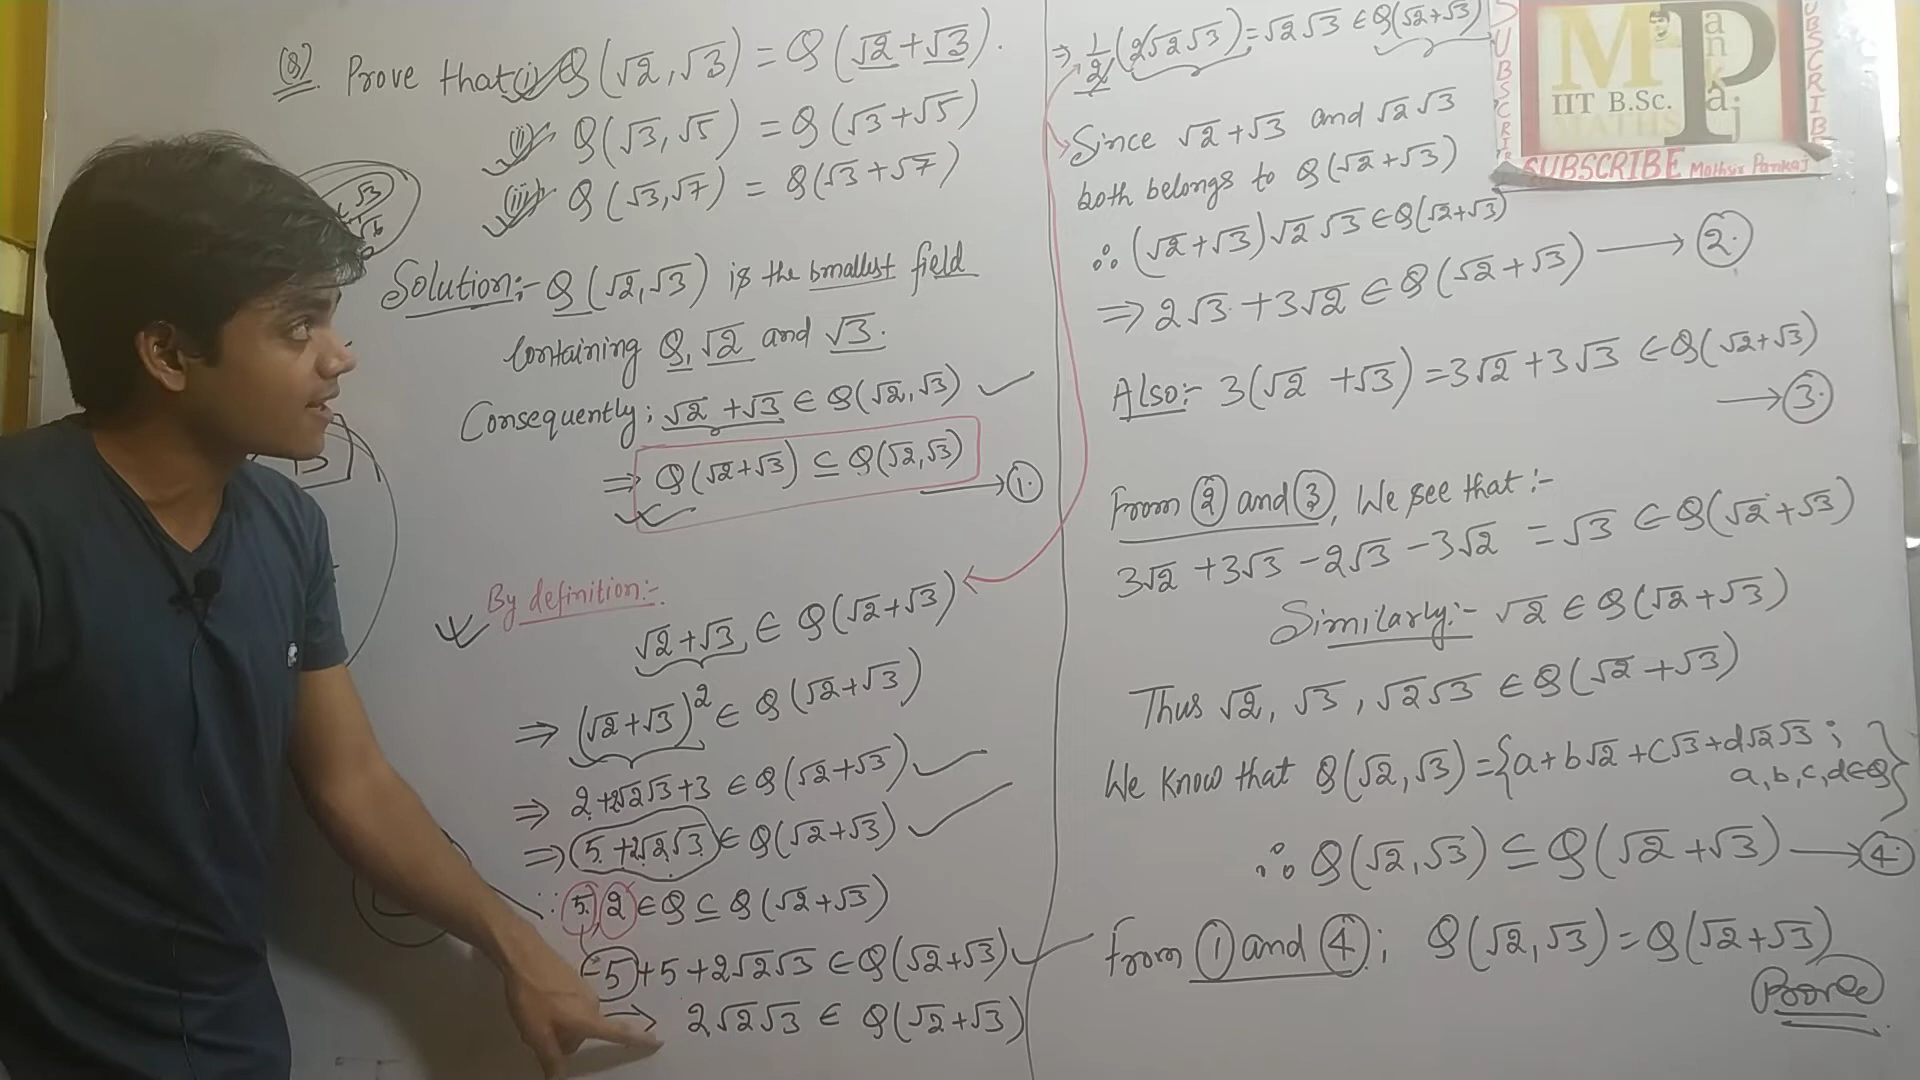 (Q). Prove that (i) Q(√2, √3) = Q(√2 + √3).
(ii) Q(√3, √5) = Q(√3 + √5)
(iii) Q(√3, √7) = Q(√3 + √7)
Solution:- Q(√2, √3) is the smallest field
Containing Q, √2 and √3.
Consequently; √2 + √3 ∈ Q(√2, √3)
⇒ Q(√2+√3) ⊆ Q(√2, √3) → ①
By definition:-
√2 + √3 ∈ Q(√2+√3)
⇒ (√2+√3)² ∈ Q(√2+√3)
⇒ 2+2√2√3+3 ∈ Q(√2+√3)
⇒ (5+2√2√3) ∈ Q(√2+√3)
∵ 5, 2 ∈ Q ⊆ Q(√2+√3)
(-5)+5+2√2√3 ∈ Q(√2+√3)
⇒ 2√2√3 ∈ Q(√2+√3)
⇒ 1/2 (2√2√3) = √2√3 ∈ Q(√2+√3)
Since √2+√3 and √2√3
both belongs to Q(√2+√3)
∴ (√2+√3)√2√3 ∈ Q(√2+√3)
⇒ 2√3 + 3√2 ∈ Q(√2+√3) → ②
Also:- 3(√2+√3) = 3√2+3√3 ∈ Q(√2+√3)
→ ③
From ② and ③, We see that:-
3√2 + 3√3 - 2√3 - 3√2 = √3 ∈ Q(√2+√3)
Similarly:- √2 ∈ Q(√2+√3)
Thus √2, √3, √2√3 ∈ Q(√2+√3)
We know that Q(√2, √3) = {a+b√2+c√3+d√2√3;
a, b, c, d ∈ Q}
∴ Q(√2, √3) ⊆ Q(√2+√3) → ④
From ① and ④; Q(√2, √3) = Q(√2+√3)
Prove
SUBSCRIBE
M P
ankaj
IIT B.Sc.
MATHS
SUBSCRIBE
SUBSCRIBE Mathsir Pankaj